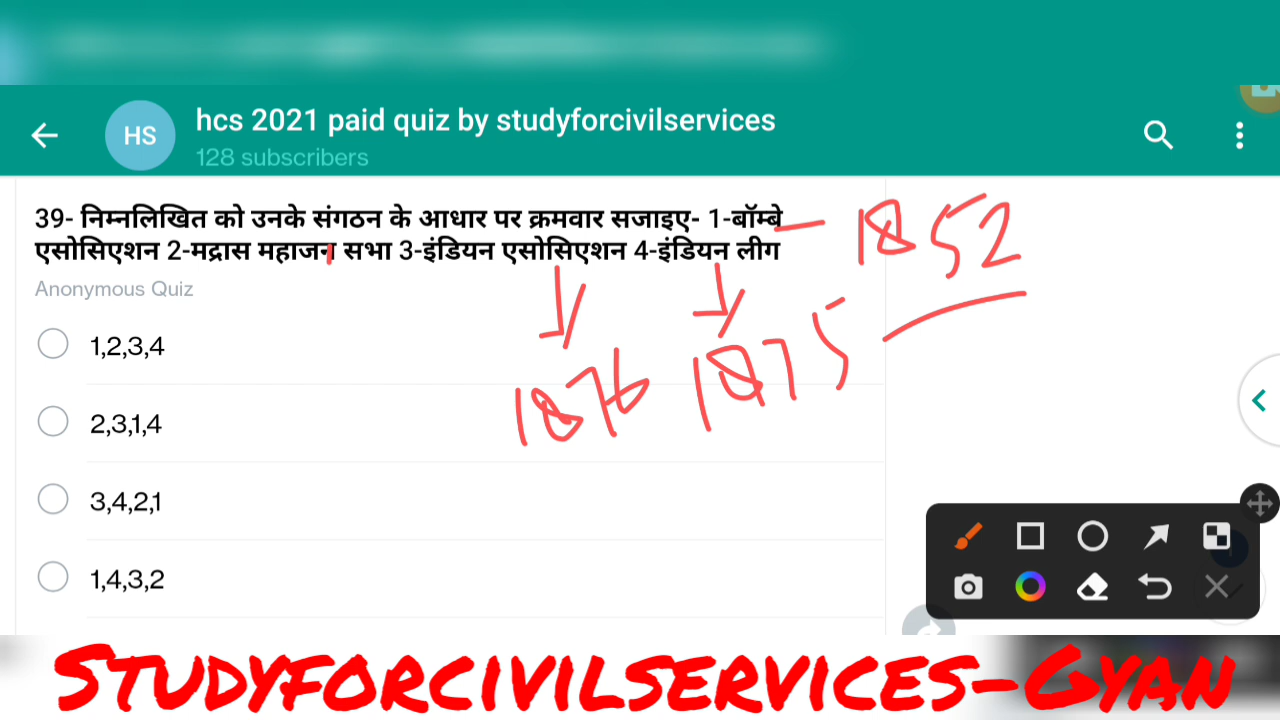 HS
hcs 2021 paid quiz by studyforcivilservices
128 subscribers
39- निम्नलिखित को उनके संगठन के आधार पर क्रमवार सजाइए- 1-बॉम्बे
एसोसिएशन 2-मद्रास महाजन सभा 3-इंडियन एसोसिएशन 4-इंडियन लीग
- 1852
Anonymous Quiz
1876 1875
1,2,3,4
2,3,1,4
3,4,2,1
1,4,3,2
STUDYFORCIVILSERVICES-GYAN